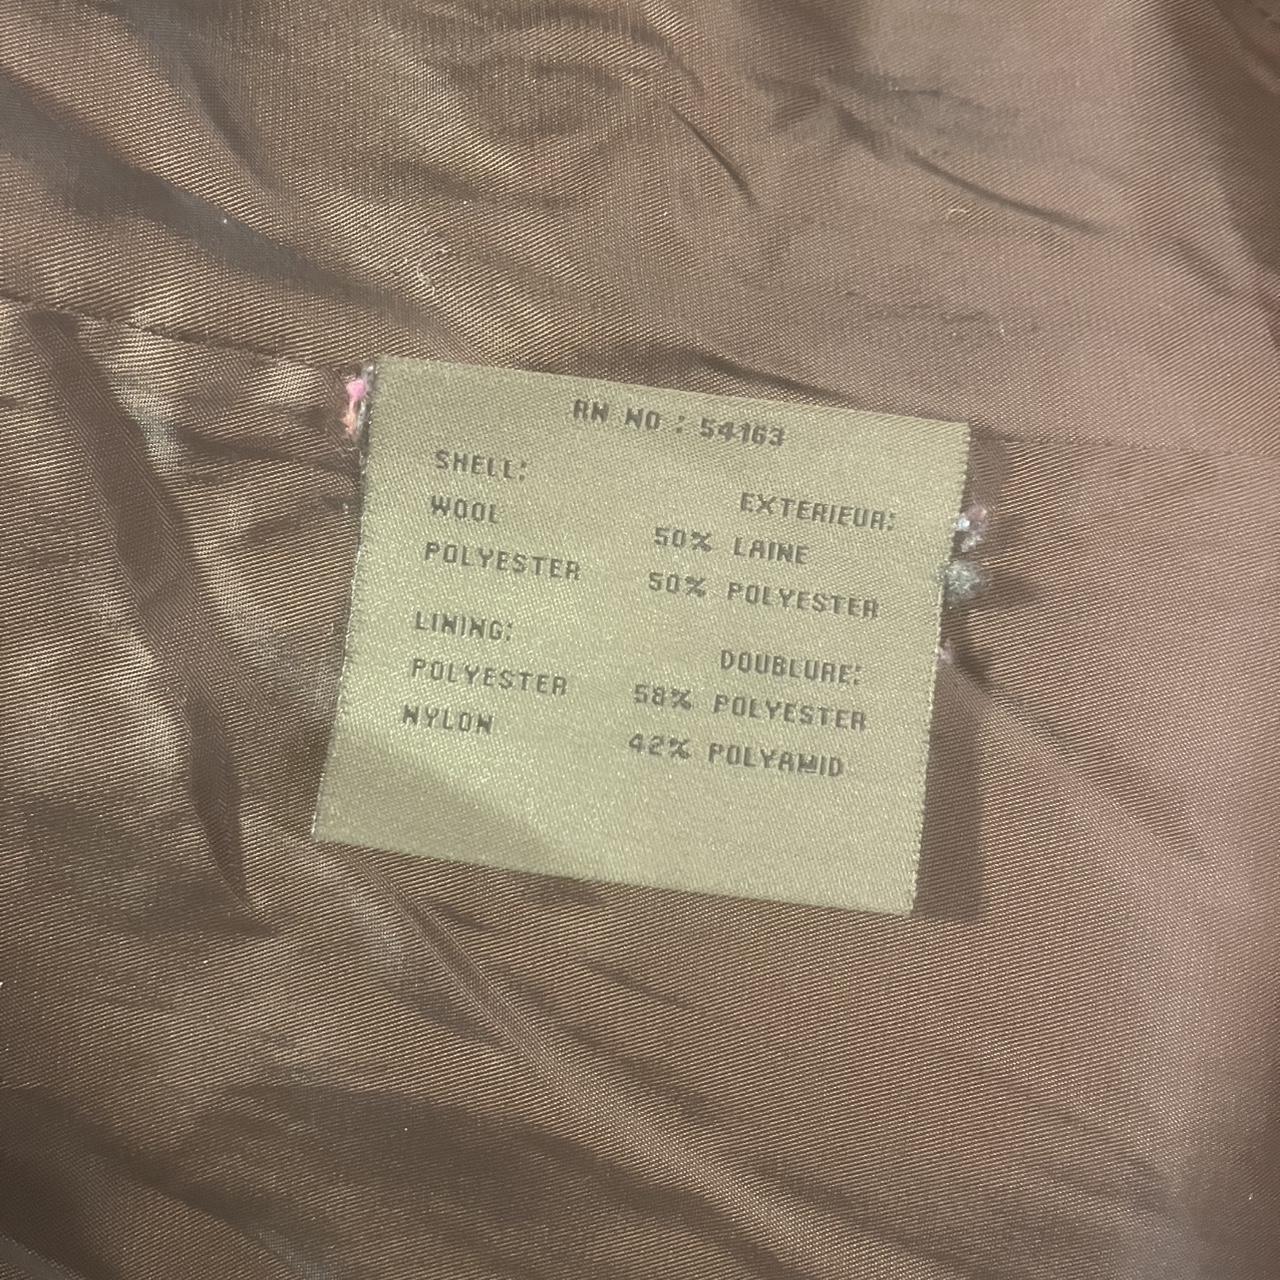 RN NO : 54163
SHELL: EXTERIEUR:
WOOL 50% LAINE
POLYESTER 50% POLYESTER
LINING: DOUBLURE:
POLYESTER 58% POLYESTER
NYLON 42% POLYAMID